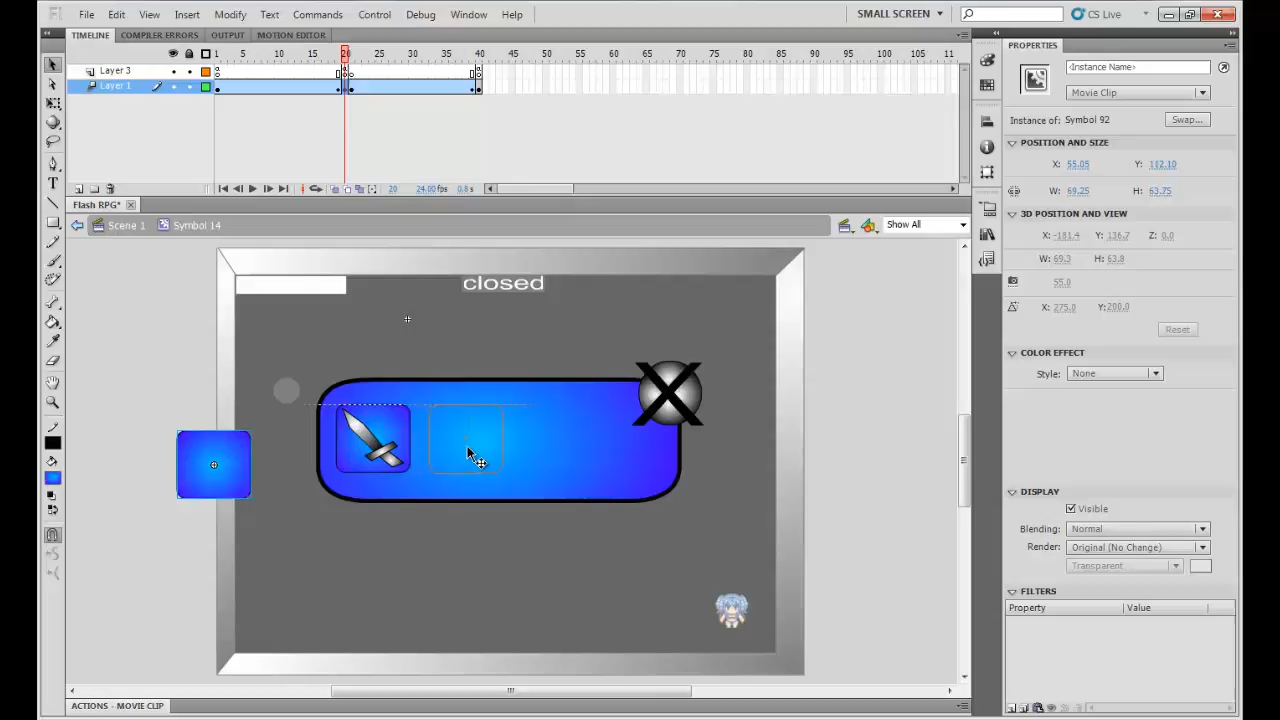 Fl File Edit View Insert Modify Text Commands Control Debug Window Help SMALL SCREEN CS Live
TIMELINE COMPILER ERRORS OUTPUT MOTION EDITOR
PROPERTIES
1 5 10 15 20 25 30 35 40 45 50 55 60 65 70 75 80 85 90 95 100 105 11
Layer 3
Layer 1
<Instance Name>
Movie Clip
Instance of: Symbol 92 Swap...
POSITION AND SIZE
X: 55.05 Y: 112.10
W: 69.25 H: 63.75
20 24.00fps 0.8 s
Flash RPG*
Scene 1 Symbol 14 Show All
3D POSITION AND VIEW
X: -181.4 Y: 136.7 Z: 0.0
W: 69.3 H: 63.8
55.0
X: 275.0 Y: 200.0
Reset
closed
COLOR EFFECT
Style: None
DISPLAY
Visible
Blending: Normal
Render: Original (No Change)
Transparent
FILTERS
Property Value
ACTIONS - MOVIE CLIP